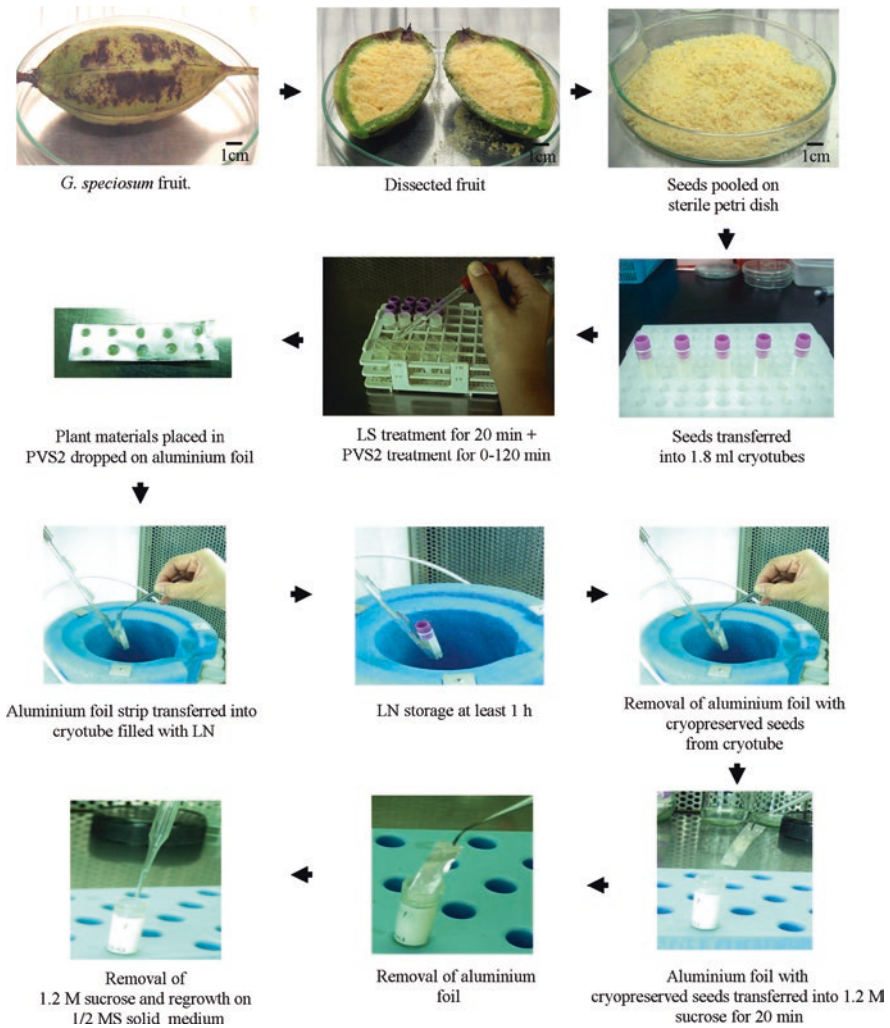 1cm
1cm
1cm
G. speciosum fruit.
Dissected fruit
Seeds pooled on
sterile petri dish
Seeds transferred
into 1.8 ml cryotubes
LS treatment for 20 min +
PVS2 treatment for 0-120 min
Plant materials placed in
PVS2 dropped on aluminium foil
Aluminium foil strip transferred into
cryotube filled with LN
LN storage at least 1 h
Removal of aluminium foil with
cryopreserved seeds
from cryotube
Aluminium foil with
cryopreserved seeds transferred into 1.2 M
sucrose for 20 min
Removal of aluminium
foil
Removal of
1.2 M sucrose and regrowth on
1/2 MS solid medium